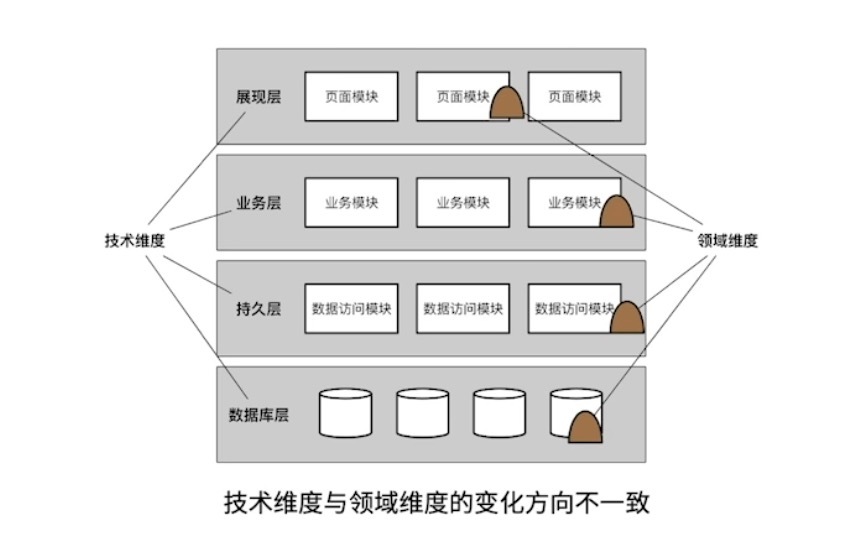 展现层 页面模块 页面模块 页面模块
业务层 业务模块 业务模块 业务模块
技术维度 领域维度
持久层 数据访问模块 数据访问模块 数据访问模块
数据库层
技术维度与领域维度的变化方向不一致